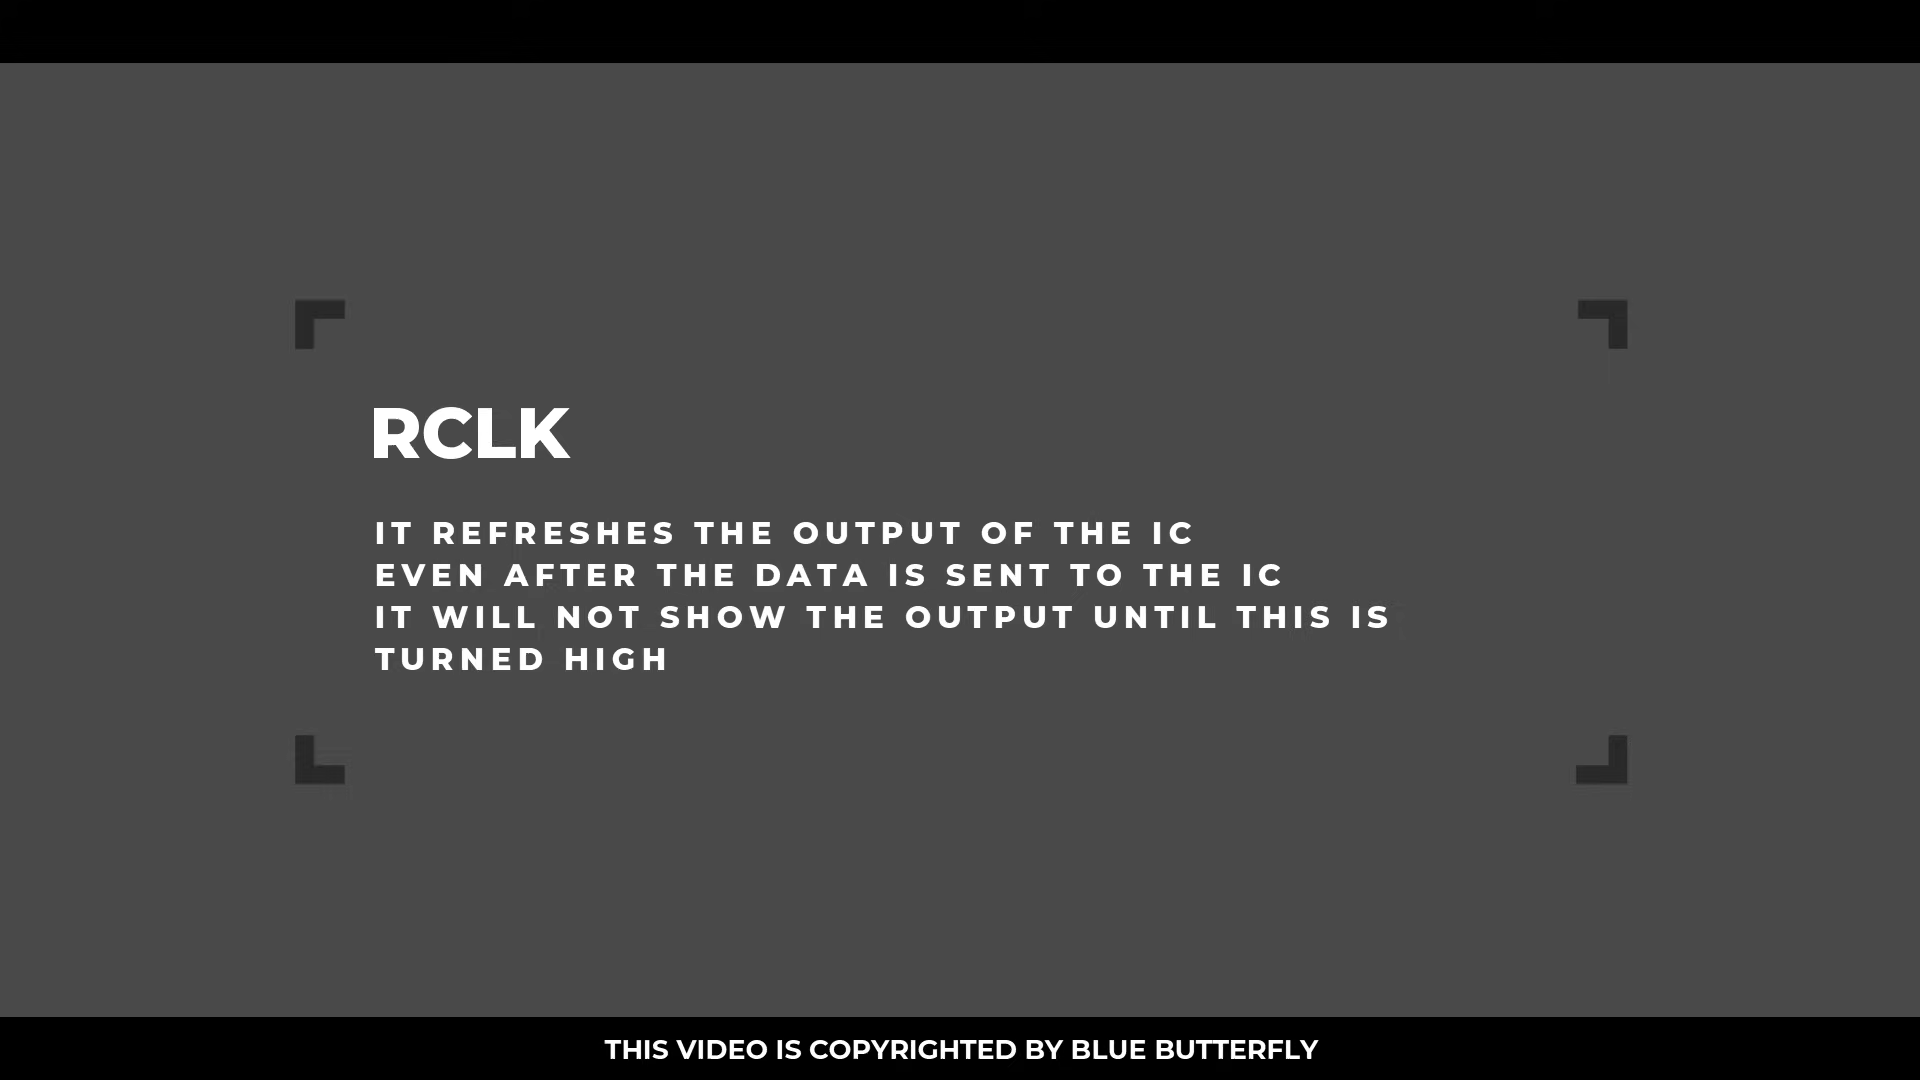 RCLK
IT REFRESHES THE OUTPUT OF THE IC
EVEN AFTER THE DATA IS SENT TO THE IC
IT WILL NOT SHOW THE OUTPUT UNTIL THIS IS
TURNED HIGH
THIS VIDEO IS COPYRIGHTED BY BLUE BUTTERFLY